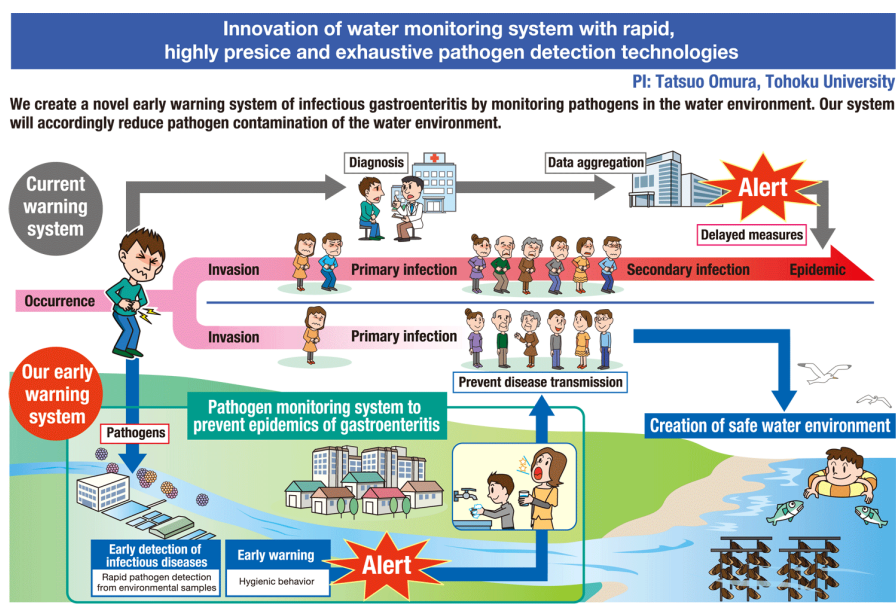 Innovation of water monitoring system with rapid,
highly presice and exhaustive pathogen detection technologies
PI: Tatsuo Omura, Tohoku University
We create a novel early warning system of infectious gastroenteritis by monitoring pathogens in the water environment. Our system
will accordingly reduce pathogen contamination of the water environment.
Current
warning
system
Diagnosis
Data aggregation
Alert
Delayed measures
Occurrence
Invasion
Primary infection
Secondary infection
Epidemic
Invasion
Primary infection
Prevent disease transmission
Our early
warning
system
Pathogens
Pathogen monitoring system to
prevent epidemics of gastroenteritis
Creation of safe water environment
Early detection of
infectious diseases
Rapid pathogen detection
from environmental samples
Early warning
Hygienic behavior
Alert